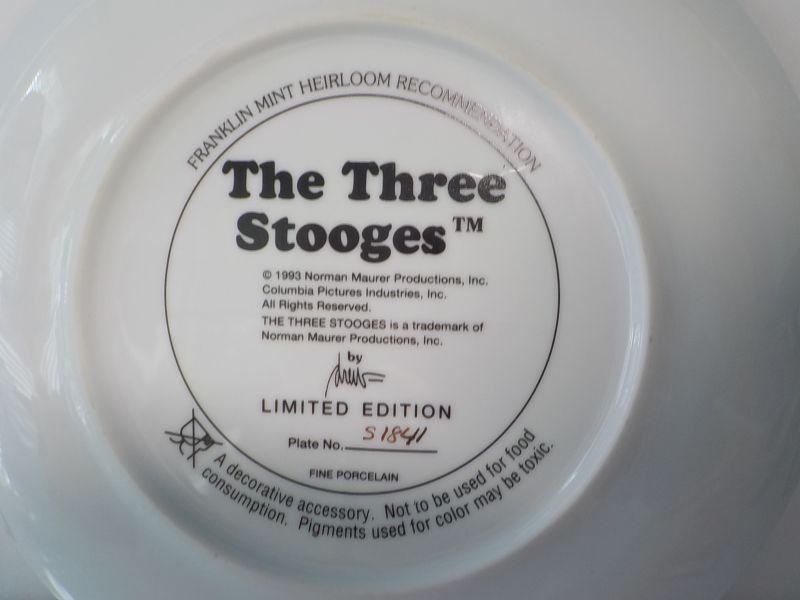 FRANKLIN MINT HEIRLOOM RECOMMENDATION
The Three
Stooges™
© 1993 Norman Maurer Productions, Inc.
Columbia Pictures Industries, Inc.
All Rights Reserved.
THE THREE STOOGES is a trademark of
Norman Maurer Productions, Inc.
by
LIMITED EDITION
Plate No. S1841
FINE PORCELAIN
A decorative accessory. Not to be used for food
consumption. Pigments used for color may be toxic.